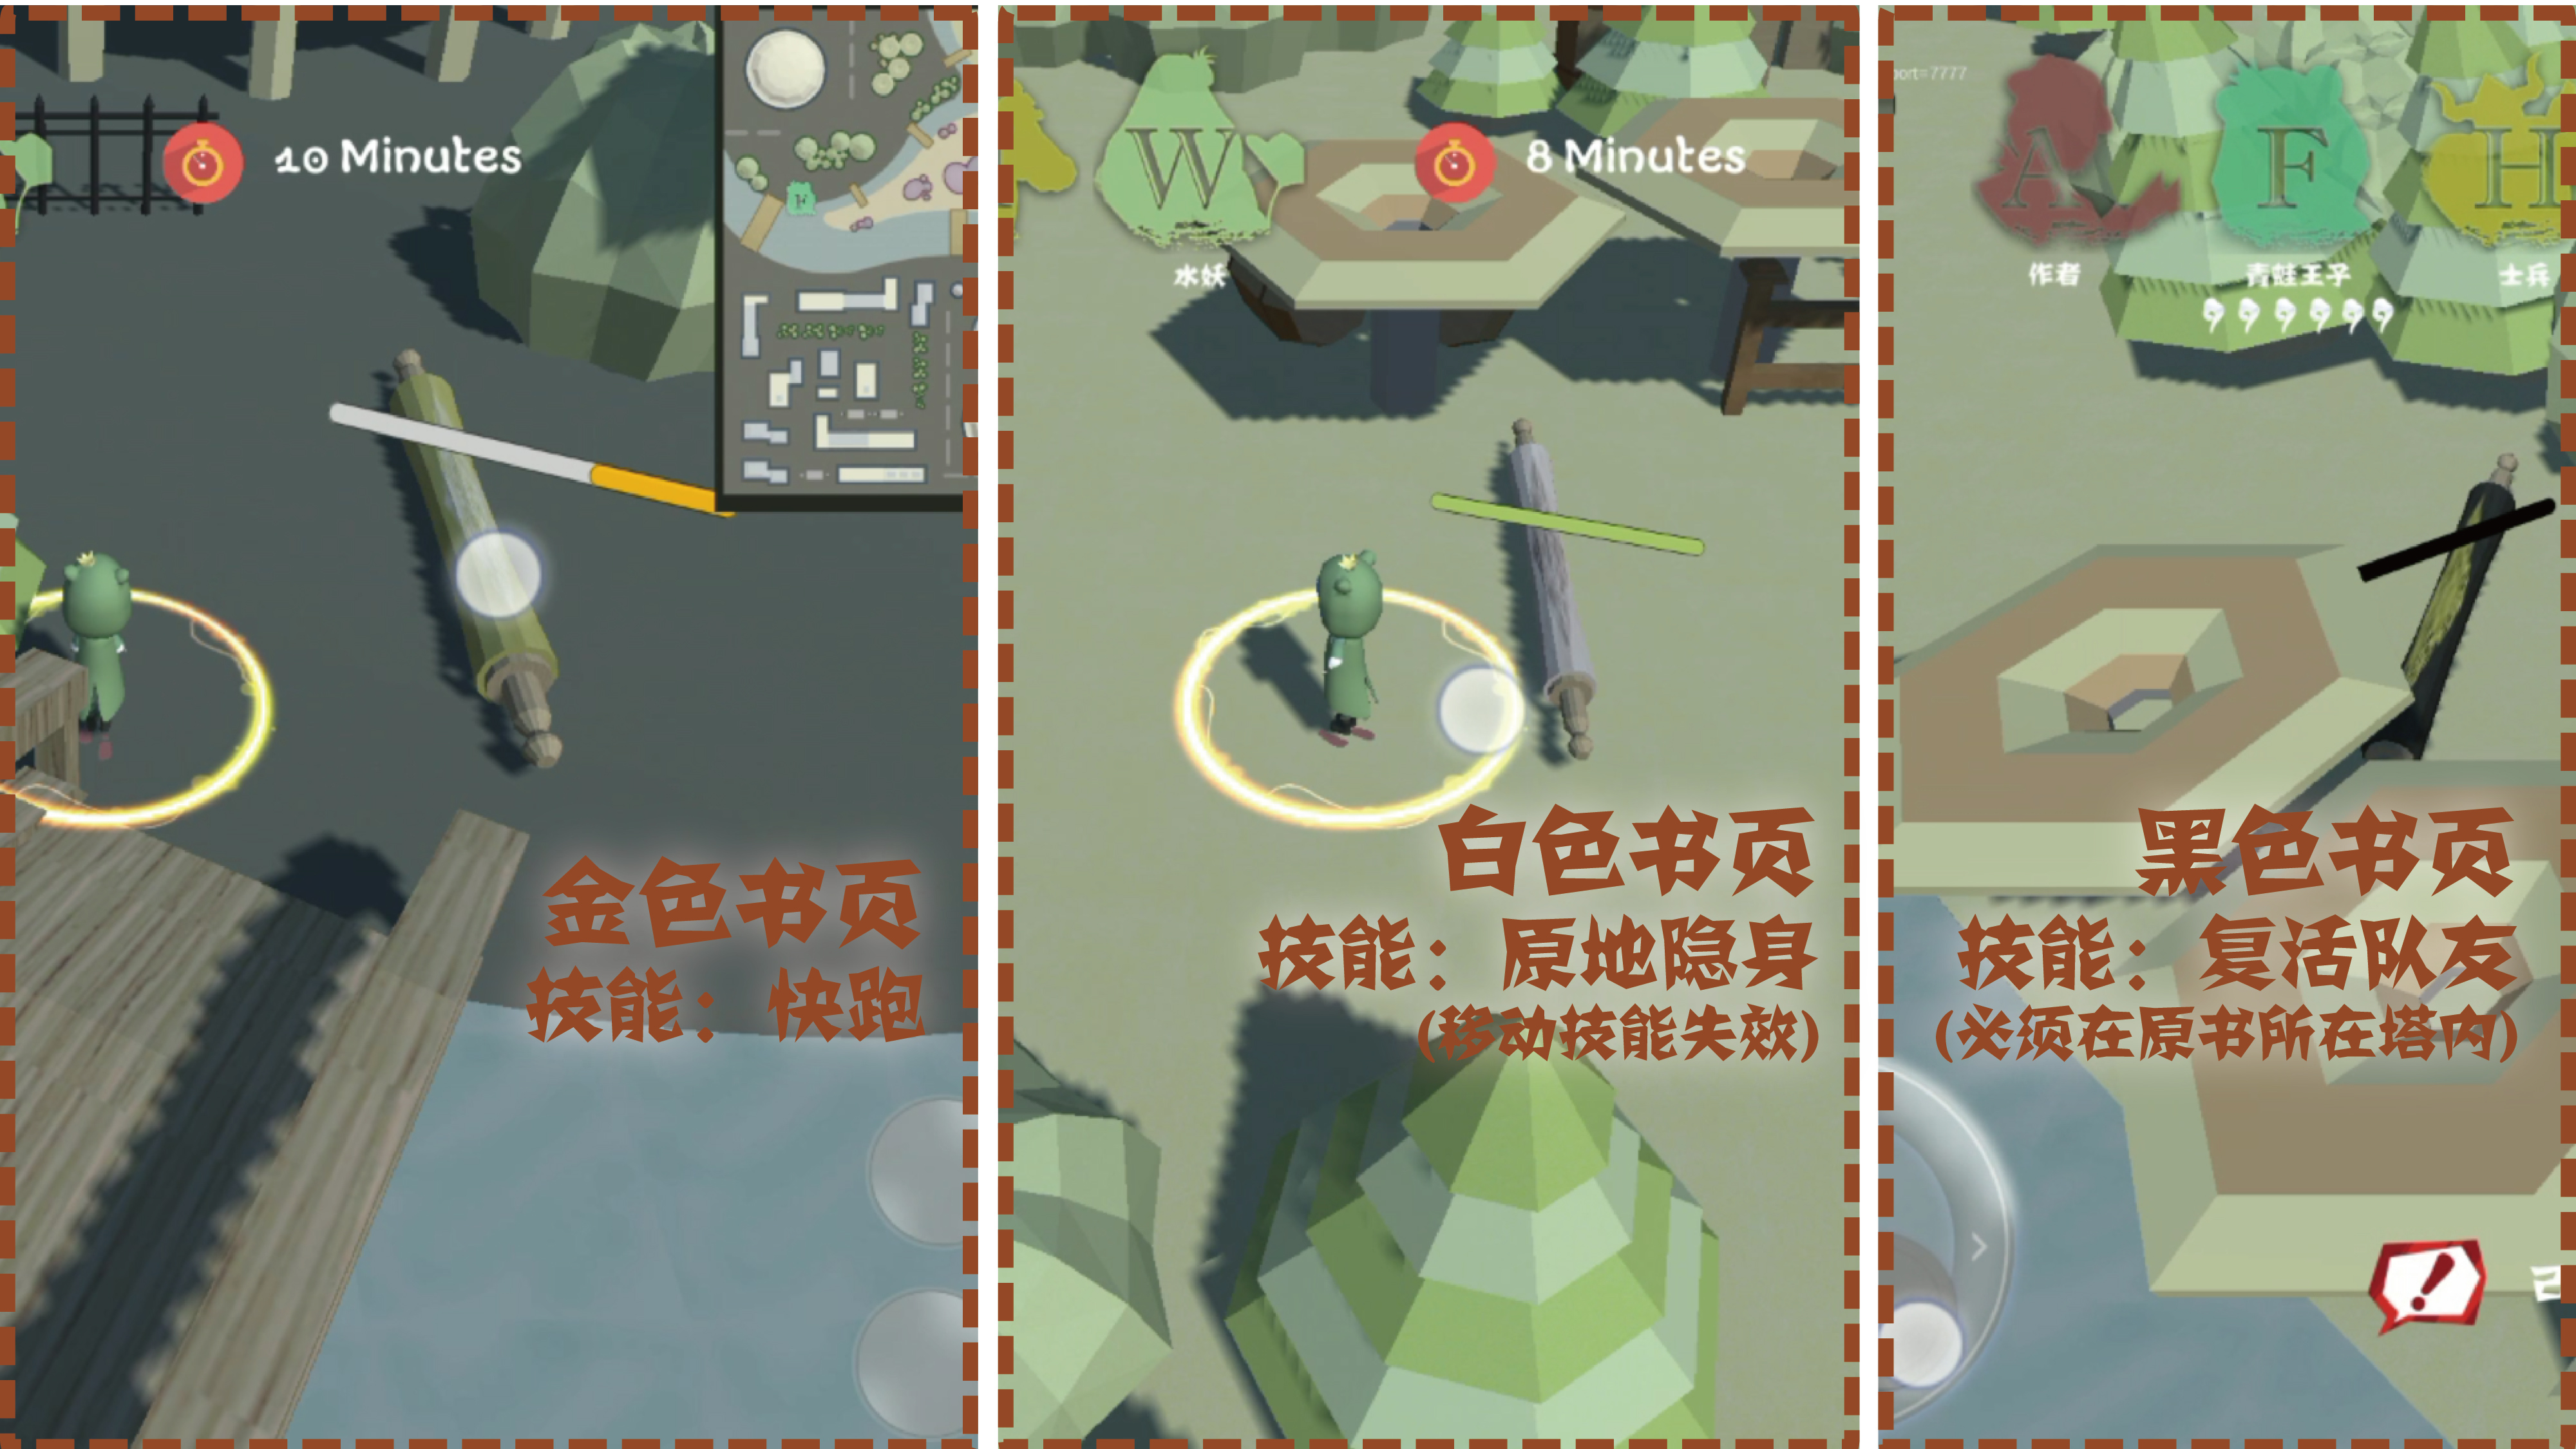 10 Minutes
F
金色书页
技能：快跑
W
8 Minutes
水妖
白色书页
技能：原地隐身
(移动技能失效)
port=7777
A
F
H
作者
青蛙王子
士兵
黑色书页
技能：复活队友
(必须在原书所在塔内)
!